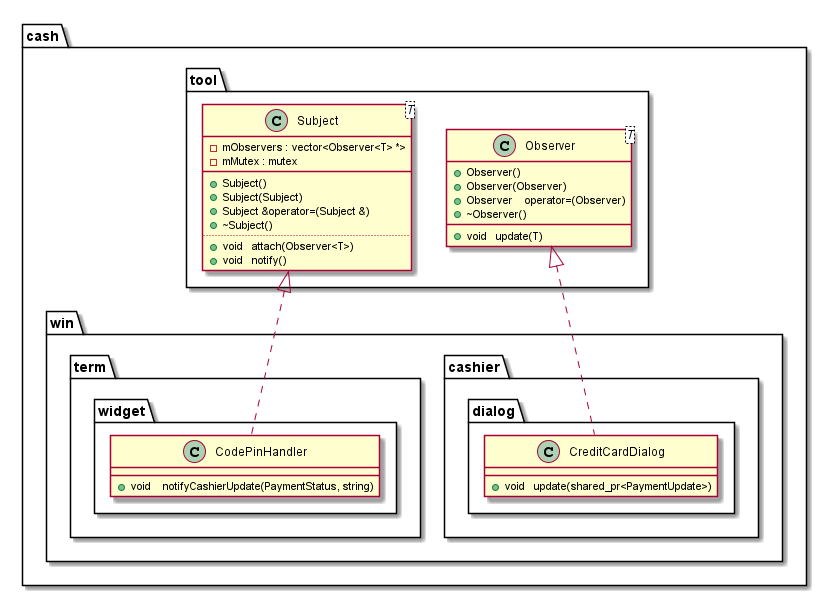 cash
tool
C Subject
T
mObservers : vector<Observer<T> *>
mMutex : mutex
Subject()
Subject(Subject)
Subject &operator=(Subject &)
~Subject()
void attach(Observer<T>)
void notify()
C Observer
T
Observer()
Observer(Observer)
Observer operator=(Observer)
~Observer()
void update(T)
win
term
widget
C CodePinHandler
void notifyCashierUpdate(PaymentStatus, string)
cashier
dialog
C CreditCardDialog
void update(shared_pr<PaymentUpdate>)